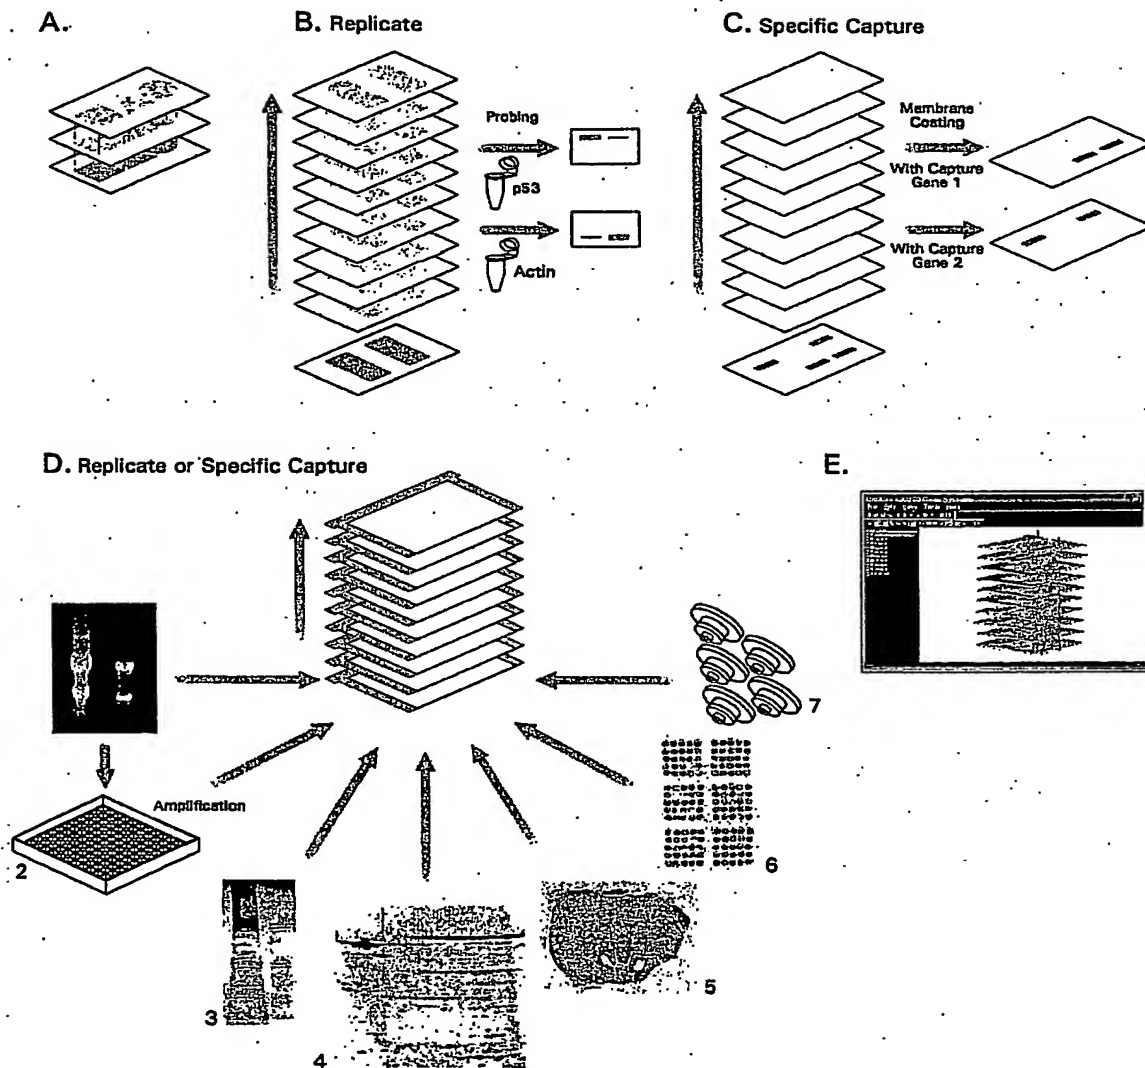 A.
B. Replicate
Probing
p53
Actin
C. Specific Capture
Membrane
Coating
With Capture
Gene 1
With Capture
Gene 2
D. Replicate or Specific Capture
Amplification
2
3
4
5
6
7
E.